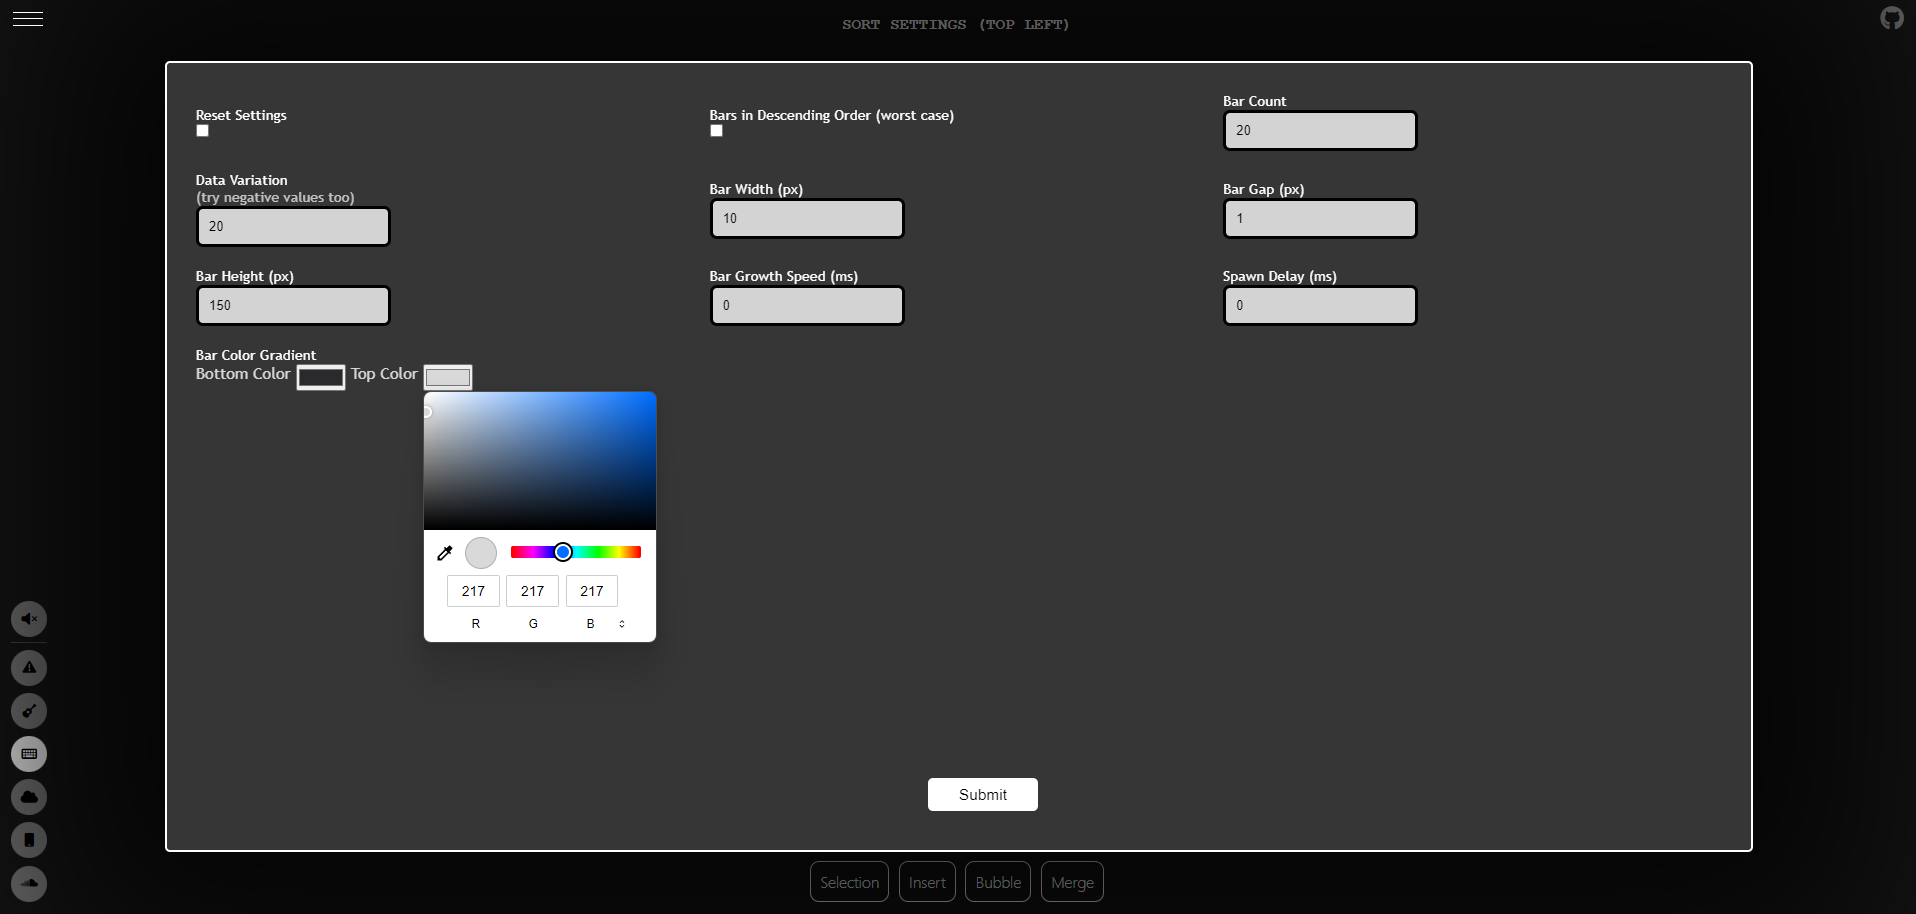 SORT SETTINGS (TOP LEFT)
Reset Settings
Bars in Descending Order (worst case)
Bar Count
20
Data Variation
(try negative values too)
20
Bar Width (px)
10
Bar Gap (px)
1
Bar Height (px)
150
Bar Growth Speed (ms)
0
Spawn Delay (ms)
0
Bar Color Gradient
Bottom Color Top Color
217 217 217
R G B
Submit
Selection Insert Bubble Merge